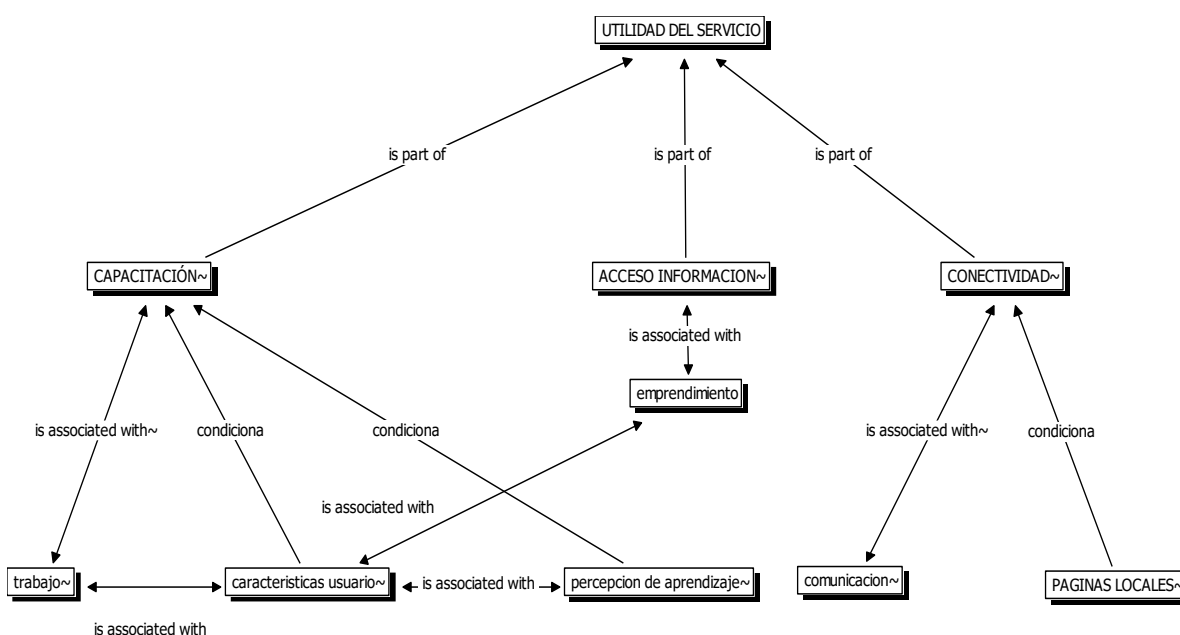 UTILIDAD DEL SERVICIO
is part of
is part of
is part of
CAPACITACIÓN~
ACCESO INFORMACION~
CONECTIVIDAD~
is associated with
emprendimiento
is associated with~
condiciona
condiciona
is associated with~
condiciona
is associated with
trabajo~
caracteristicas usuario~
is associated with
percepcion de aprendizaje~
comunicacion~
PAGINAS LOCALES~
is associated with